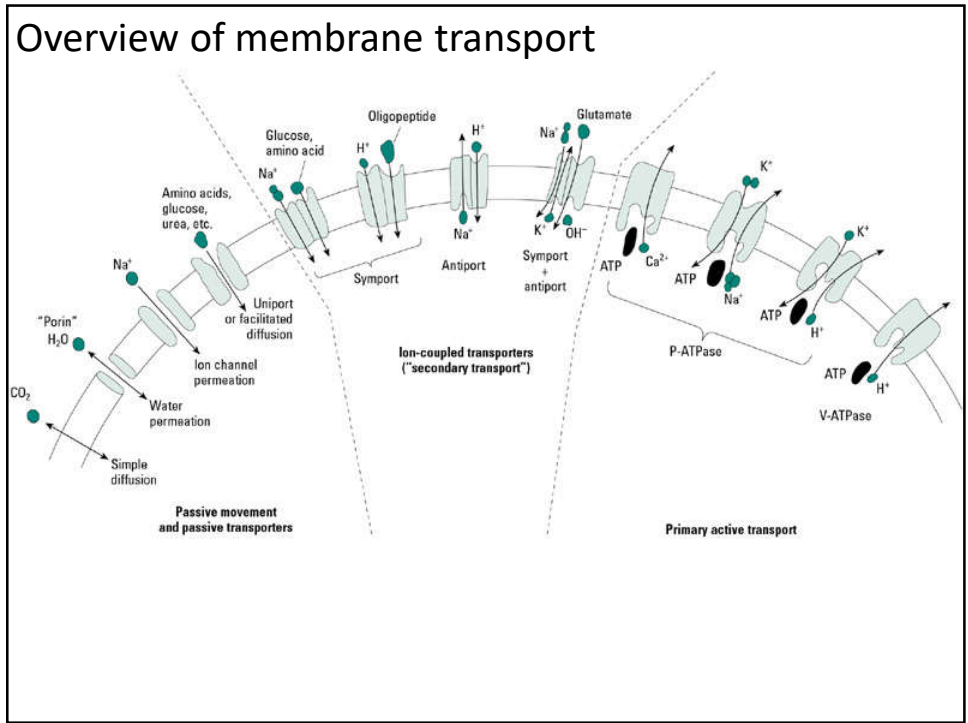 Overview of membrane transport
CO₂
Simple
diffusion
"Porin"
H₂O
Water
permeation
Na⁺
Ion channel
permeation
Amino acids,
glucose,
urea, etc.
Uniport
or facilitated
diffusion
Passive movement
and passive transporters
Na⁺
Glucose,
amino acid
H⁺
Oligopeptide
Symport
H⁺
Na⁺
Antiport
Na⁺
Glutamate
K⁺
OH⁻
Symport
+
antiport
Ion-coupled transporters
("secondary transport")
ATP
Ca²⁺
K⁺
ATP
Na⁺
K⁺
ATP
H⁺
P-ATPase
ATP
H⁺
V-ATPase
Primary active transport